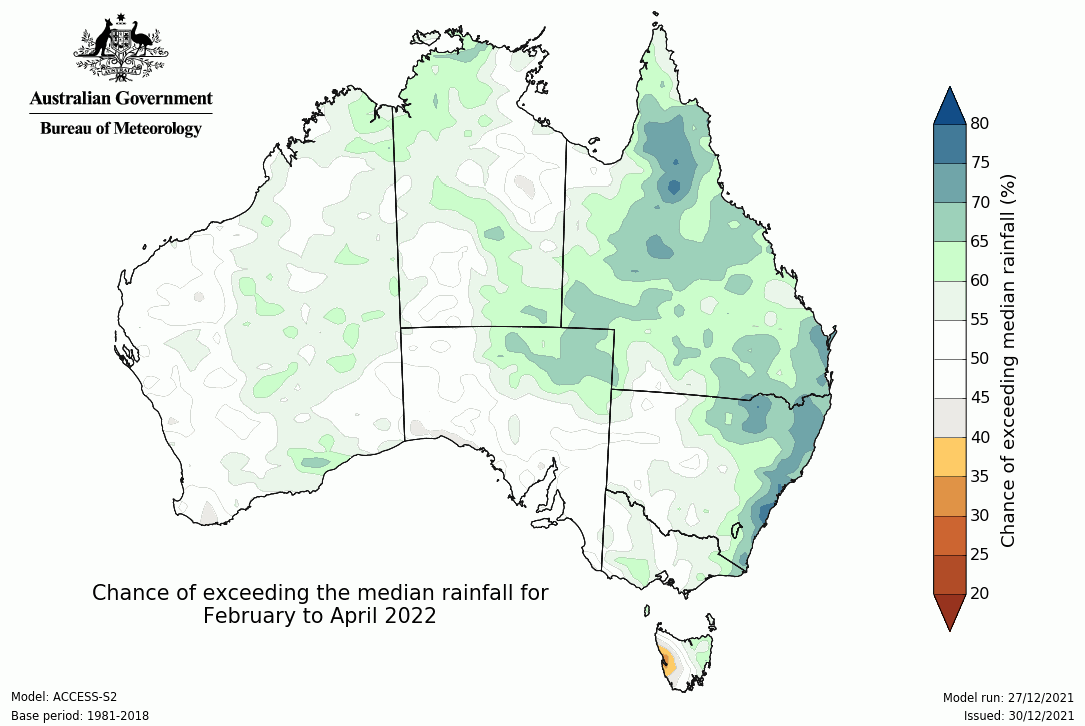 Australian Government
Bureau of Meteorology
80
75
70
65
60
55
50
45
40
35
30
25
20
Chance of exceeding median rainfall (%)
Chance of exceeding the median rainfall for
February to April 2022
Model: ACCESS-S2
Base period: 1981-2018
Model run: 27/12/2021
Issued: 30/12/2021